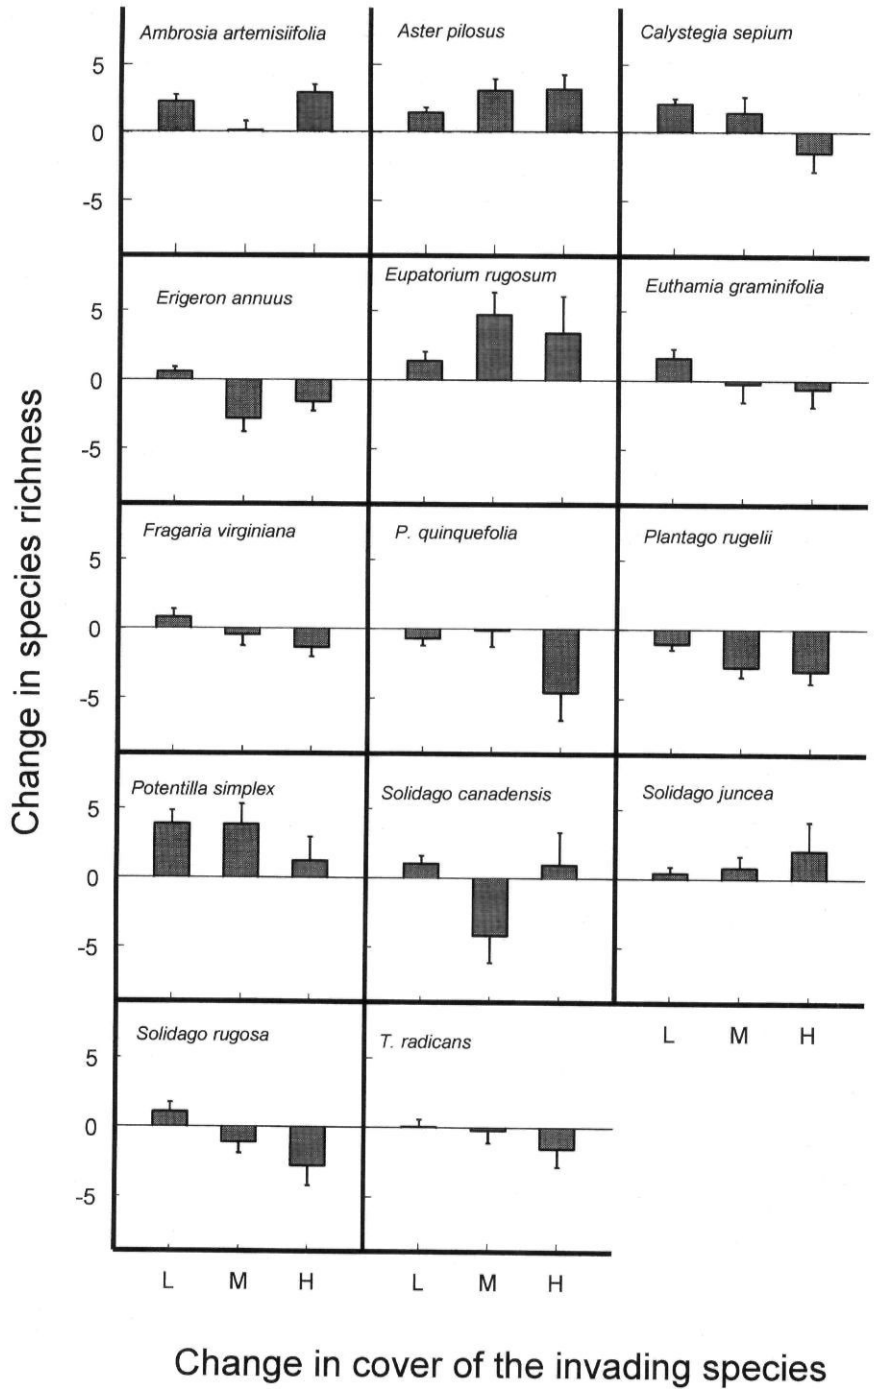 Ambrosia artemisiifolia
Aster pilosus
Calystegia sepium
5
0
-5
Erigeron annuus
Eupatorium rugosum
Euthamia graminifolia
5
0
-5
Fragaria virginiana
P. quinquefolia
Plantago rugelii
5
0
-5
Potentilla simplex
Solidago canadensis
Solidago juncea
5
0
-5
L M H
Solidago rugosa
T. radicans
5
0
-5
L M H
L M H
Change in species richness
Change in cover of the invading species